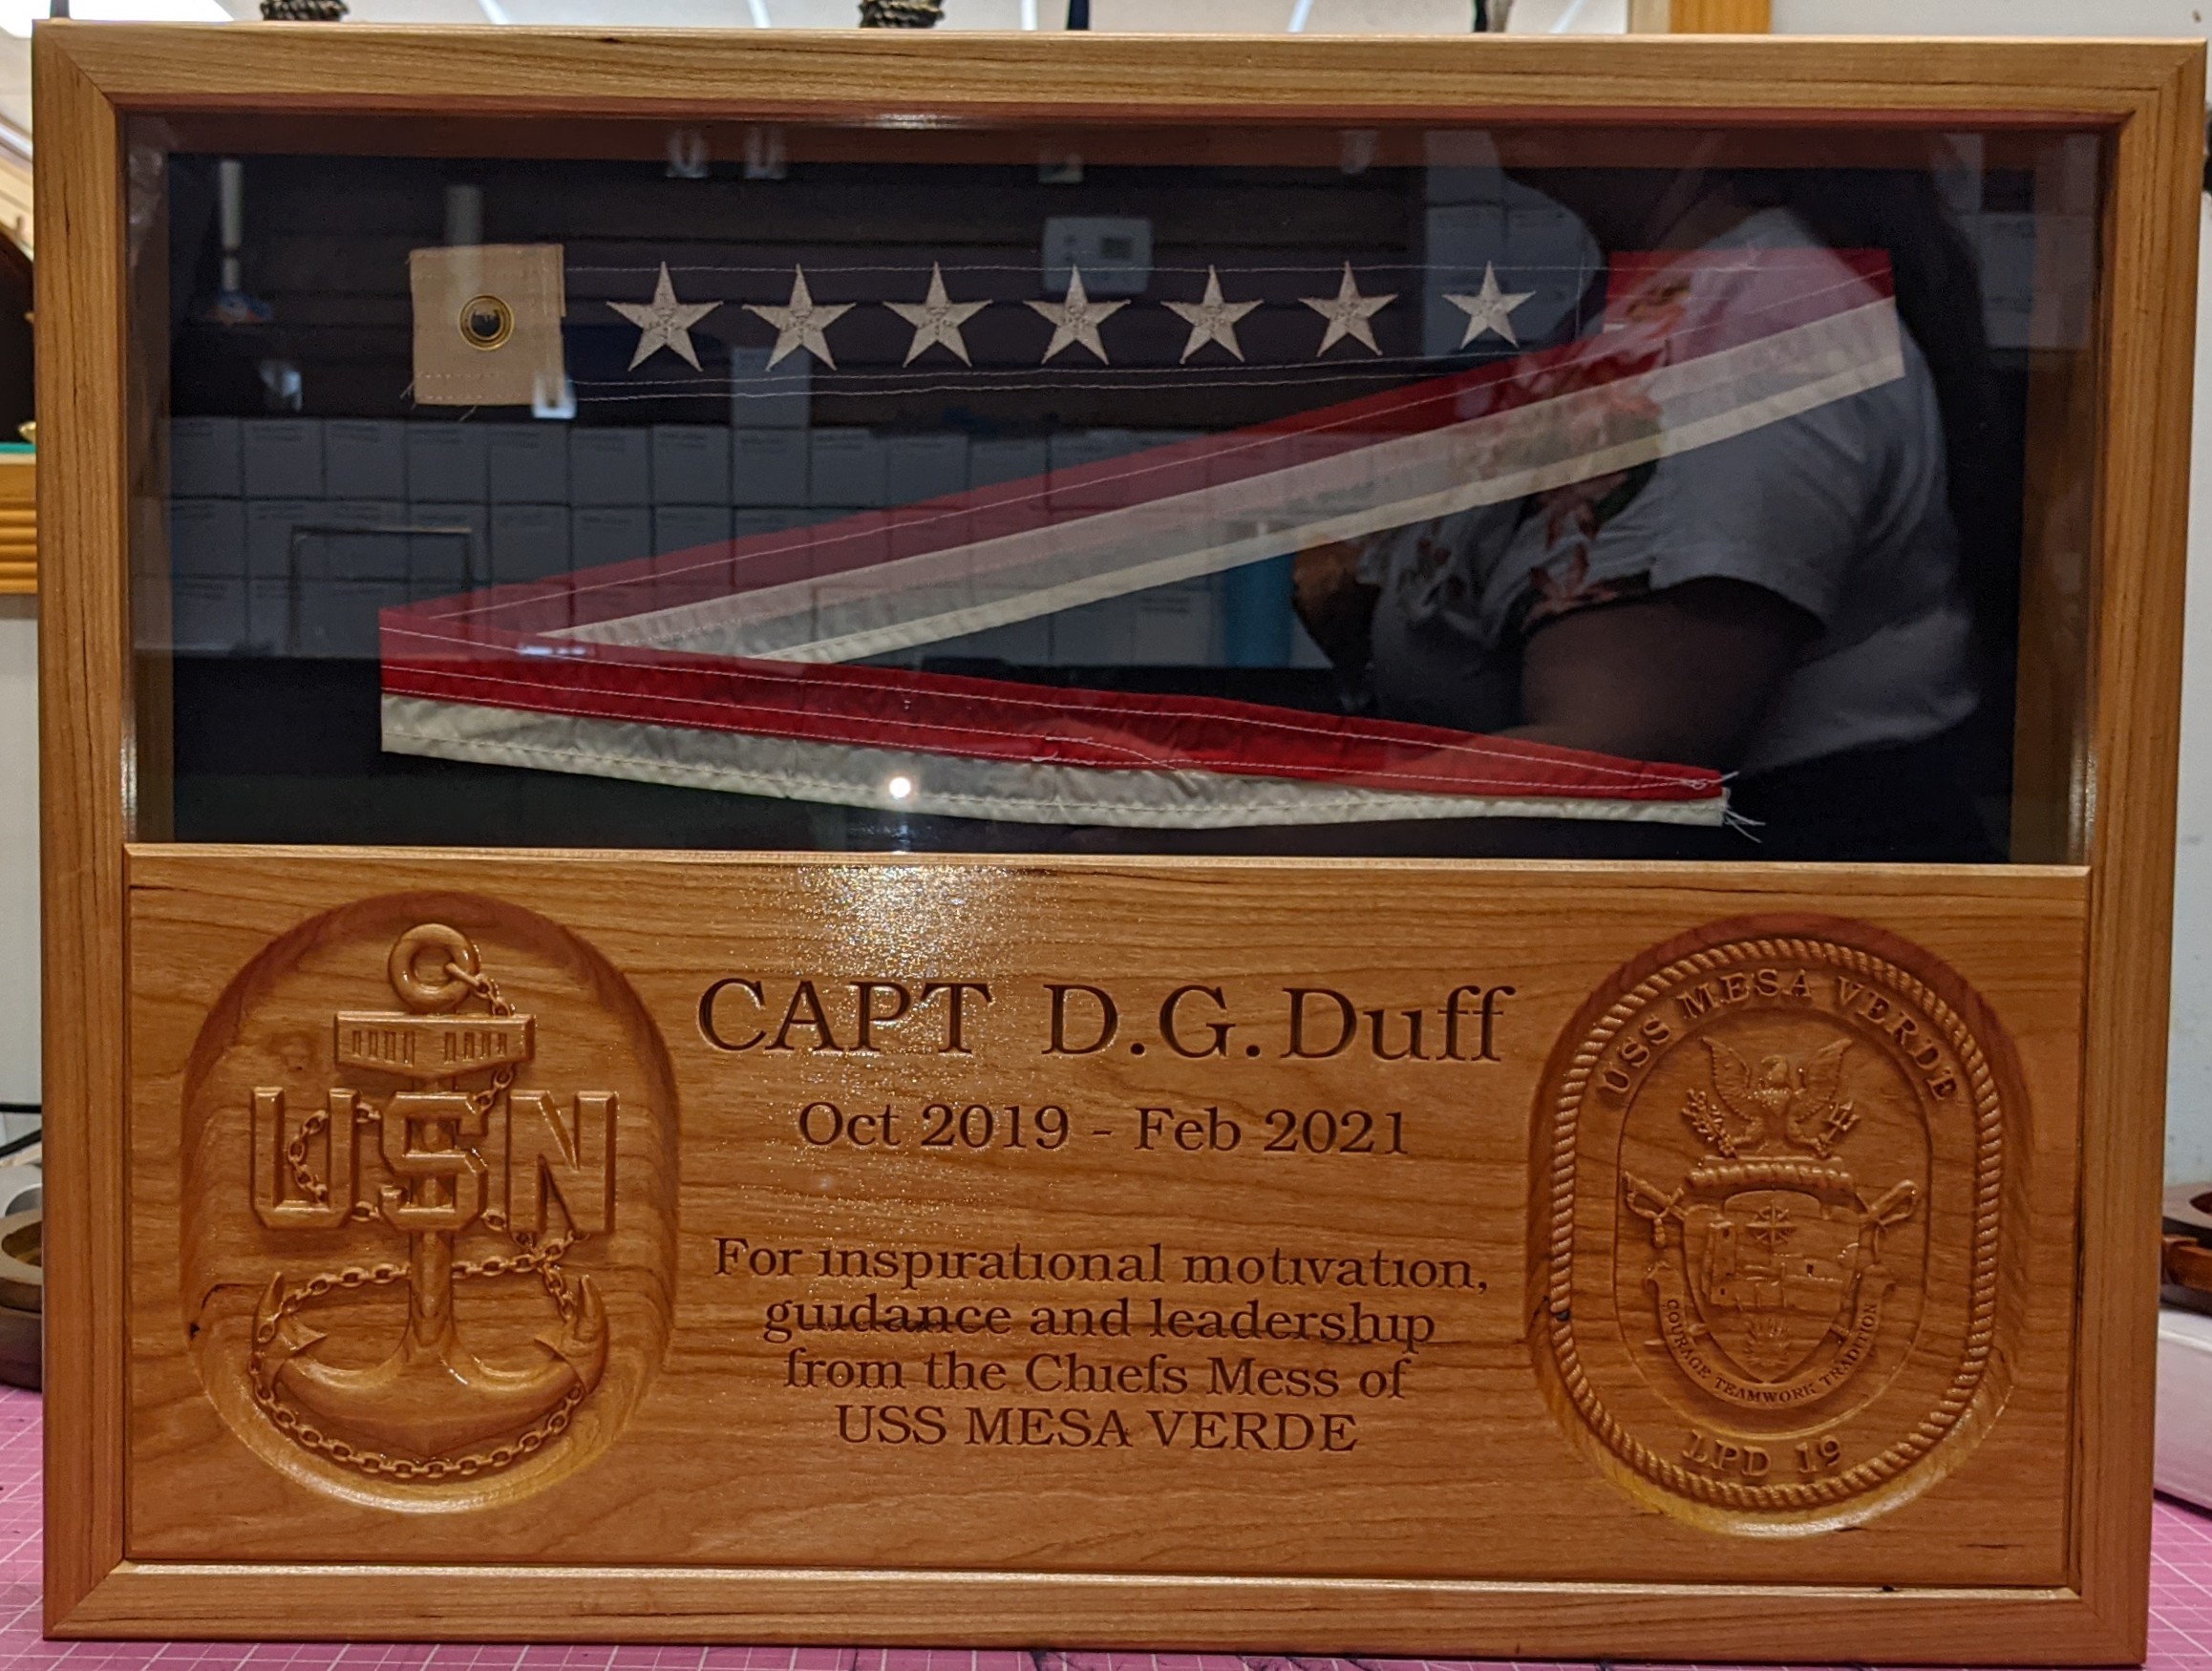 CAPT D.G. Duff
Oct 2019 - Feb 2021
For inspirational motivation,
guidance and leadership
from the Chiefs Mess of
USS MESA VERDE
USN
USS MESA VERDE
COURAGE TEAMWORK TRADITION
LPD 19